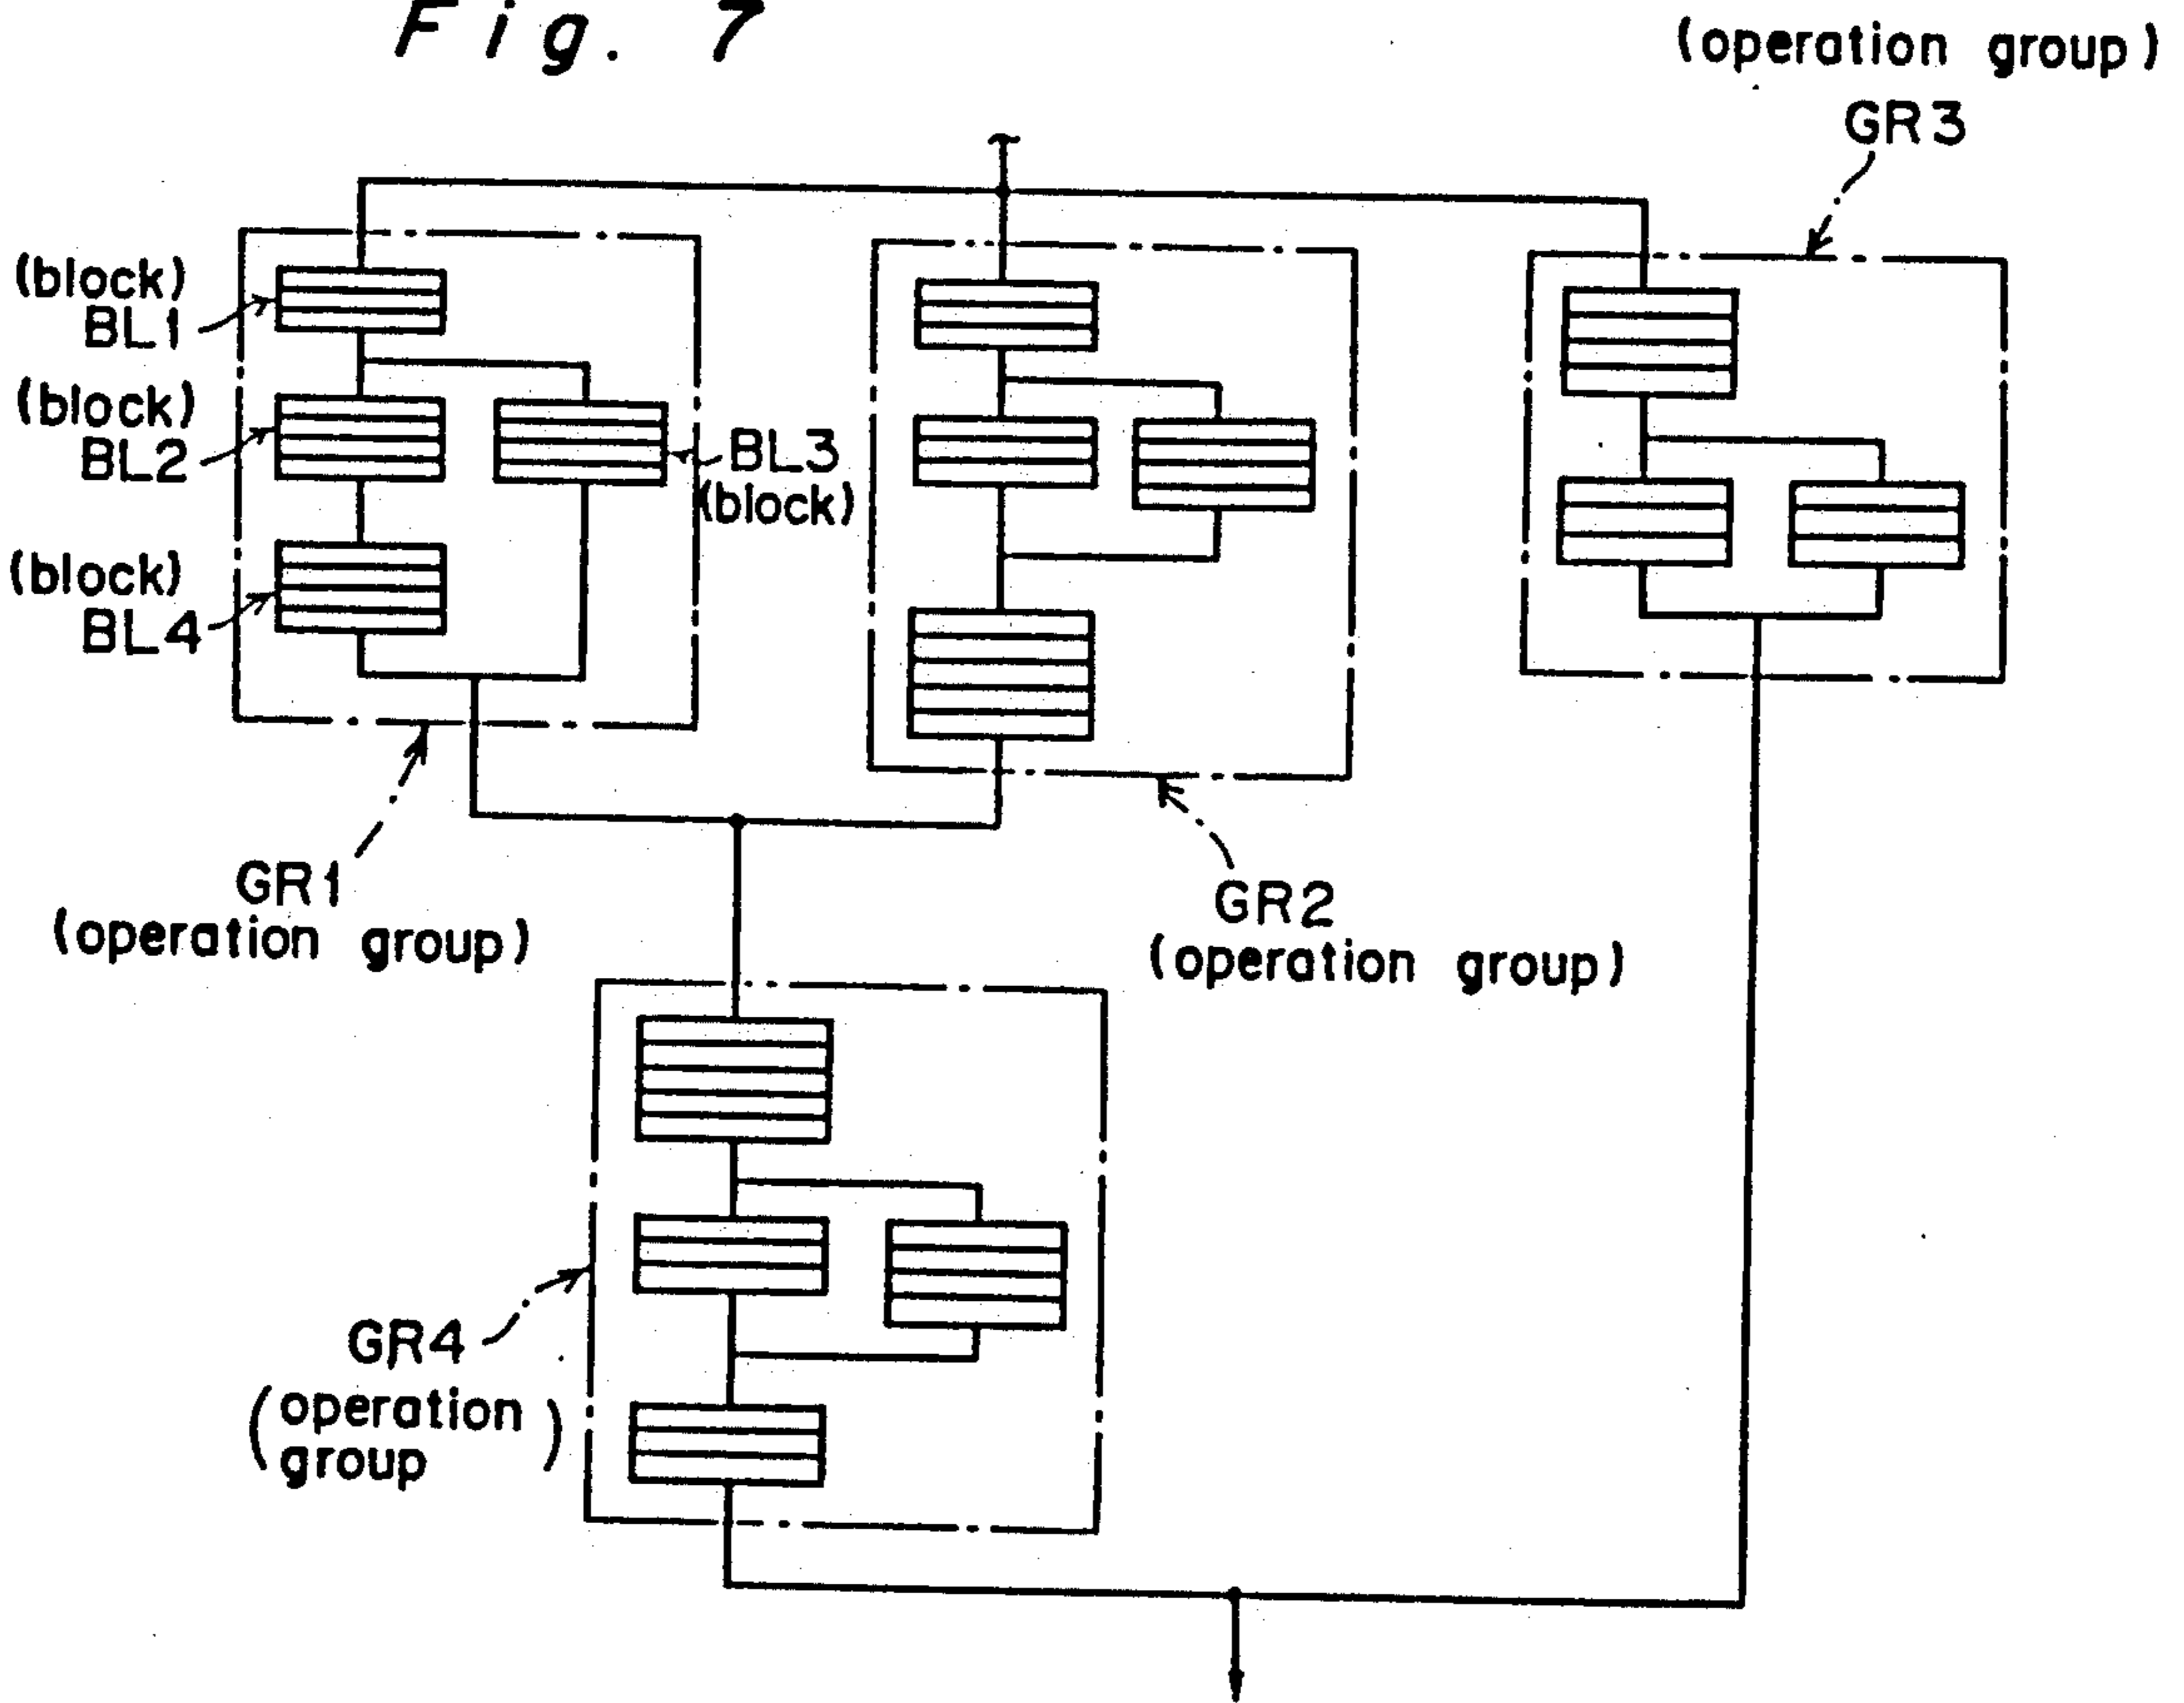 Fig. 7
(operation group)
GR3
(block)
BL1
(block)
BL2
BL3
(block)
(block)
BL4
GR1
(operation group)
GR2
(operation group)
GR4
(operation
group)